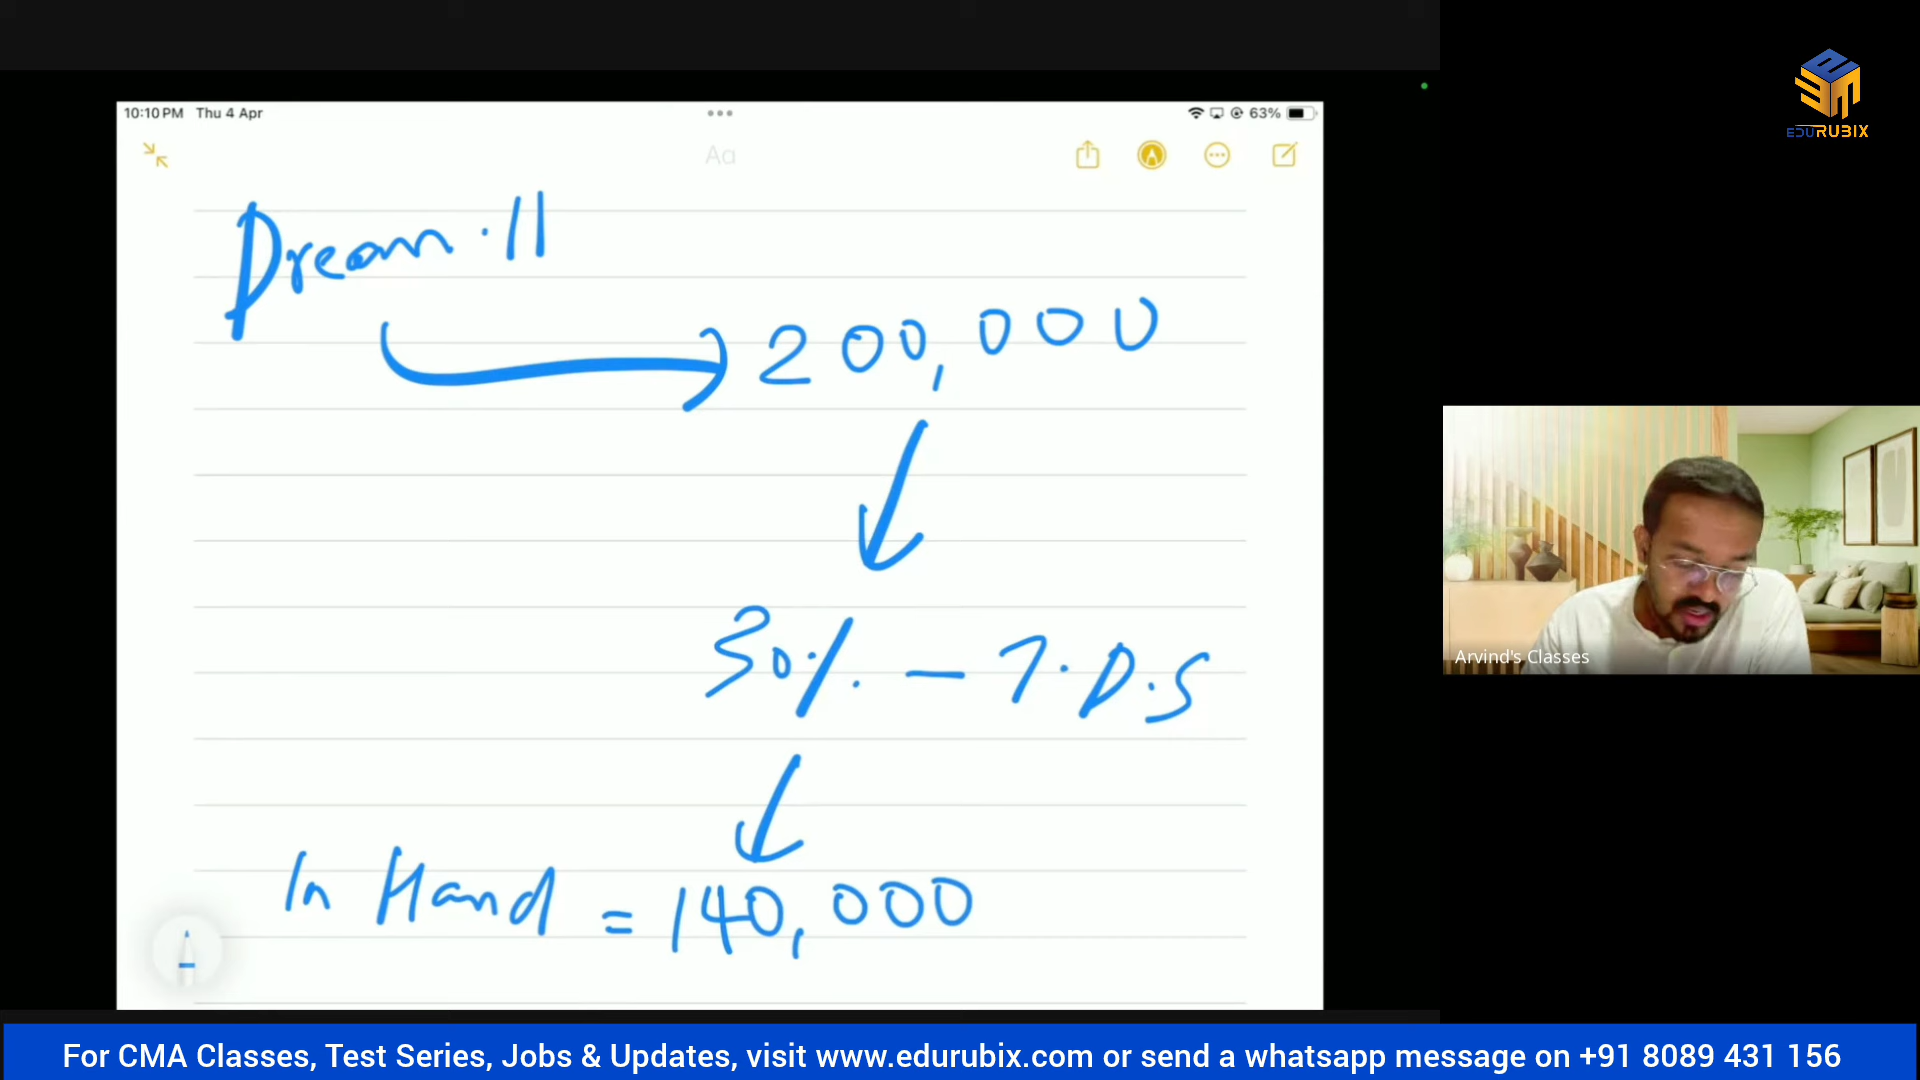 10:10 PM Thu 4 Apr
63%
Aa
EDURUBIX
Dream.11
200,000
30% - T.D.S
In Hand = 140,000
Arvind's Classes
For CMA Classes, Test Series, Jobs & Updates, visit www.edurubix.com or send a whatsapp message on +91 8089 431 156